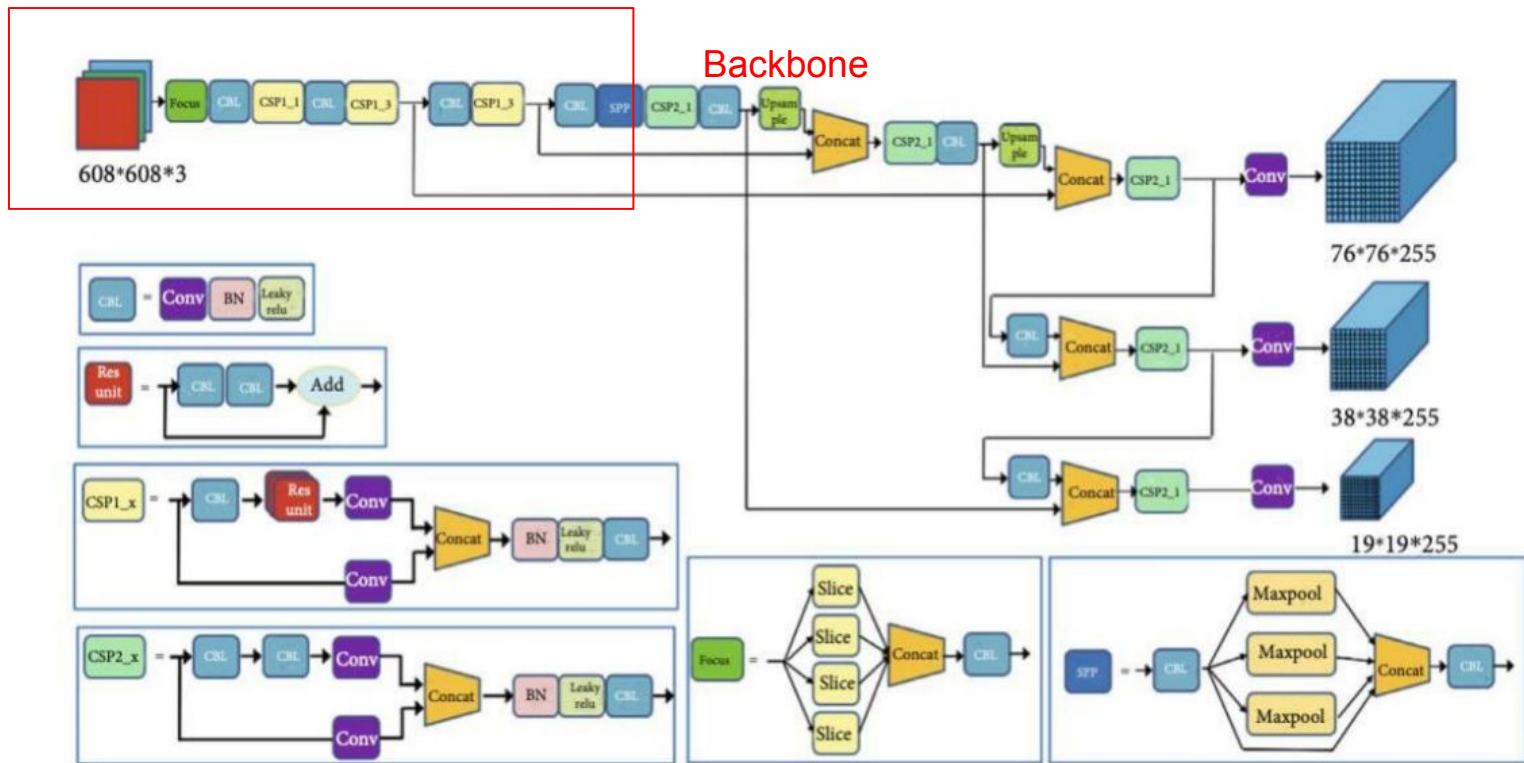 Backbone
Focus CBL CSP1_1 CBL CSP1_3 CBL CSP1_3 CBL SPP CSP2_1 CBL Upsam
ple
Concat
CSP2_1 CBL
Upsam
ple
Concat
CSP2_1
Conv
608*608*3
76*76*255
CBL = Conv BN Leaky
relu
CBL
Concat
CSP2_1
Conv
38*38*255
Res
unit = CBL CBL Add
CBL
Concat
CSP2_1
Conv
19*19*255
CSP1_x = CBL Res
unit Conv
Concat
BN Leaky
relu CBL
Conv
CSP2_x = CBL CBL Conv
Concat
BN Leaky
relu CBL
Conv
Focus =
Slice
Slice
Slice
Slice
Concat
CBL
SPP = CBL
Maxpool
Maxpool
Maxpool
Concat
CBL